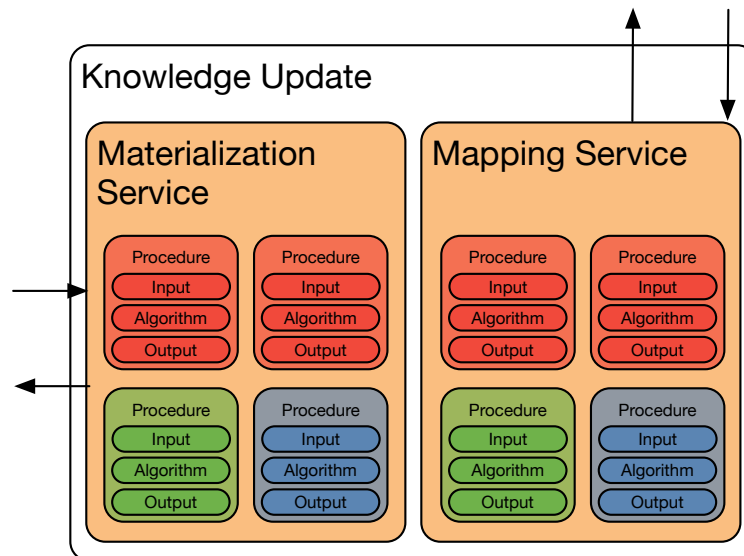 Knowledge Update
Materialization
Service
Procedure
Input
Algorithm
Output
Procedure
Input
Algorithm
Output
Procedure
Input
Algorithm
Output
Procedure
Input
Algorithm
Output
Mapping Service
Procedure
Input
Algorithm
Output
Procedure
Input
Algorithm
Output
Procedure
Input
Algorithm
Output
Procedure
Input
Algorithm
Output